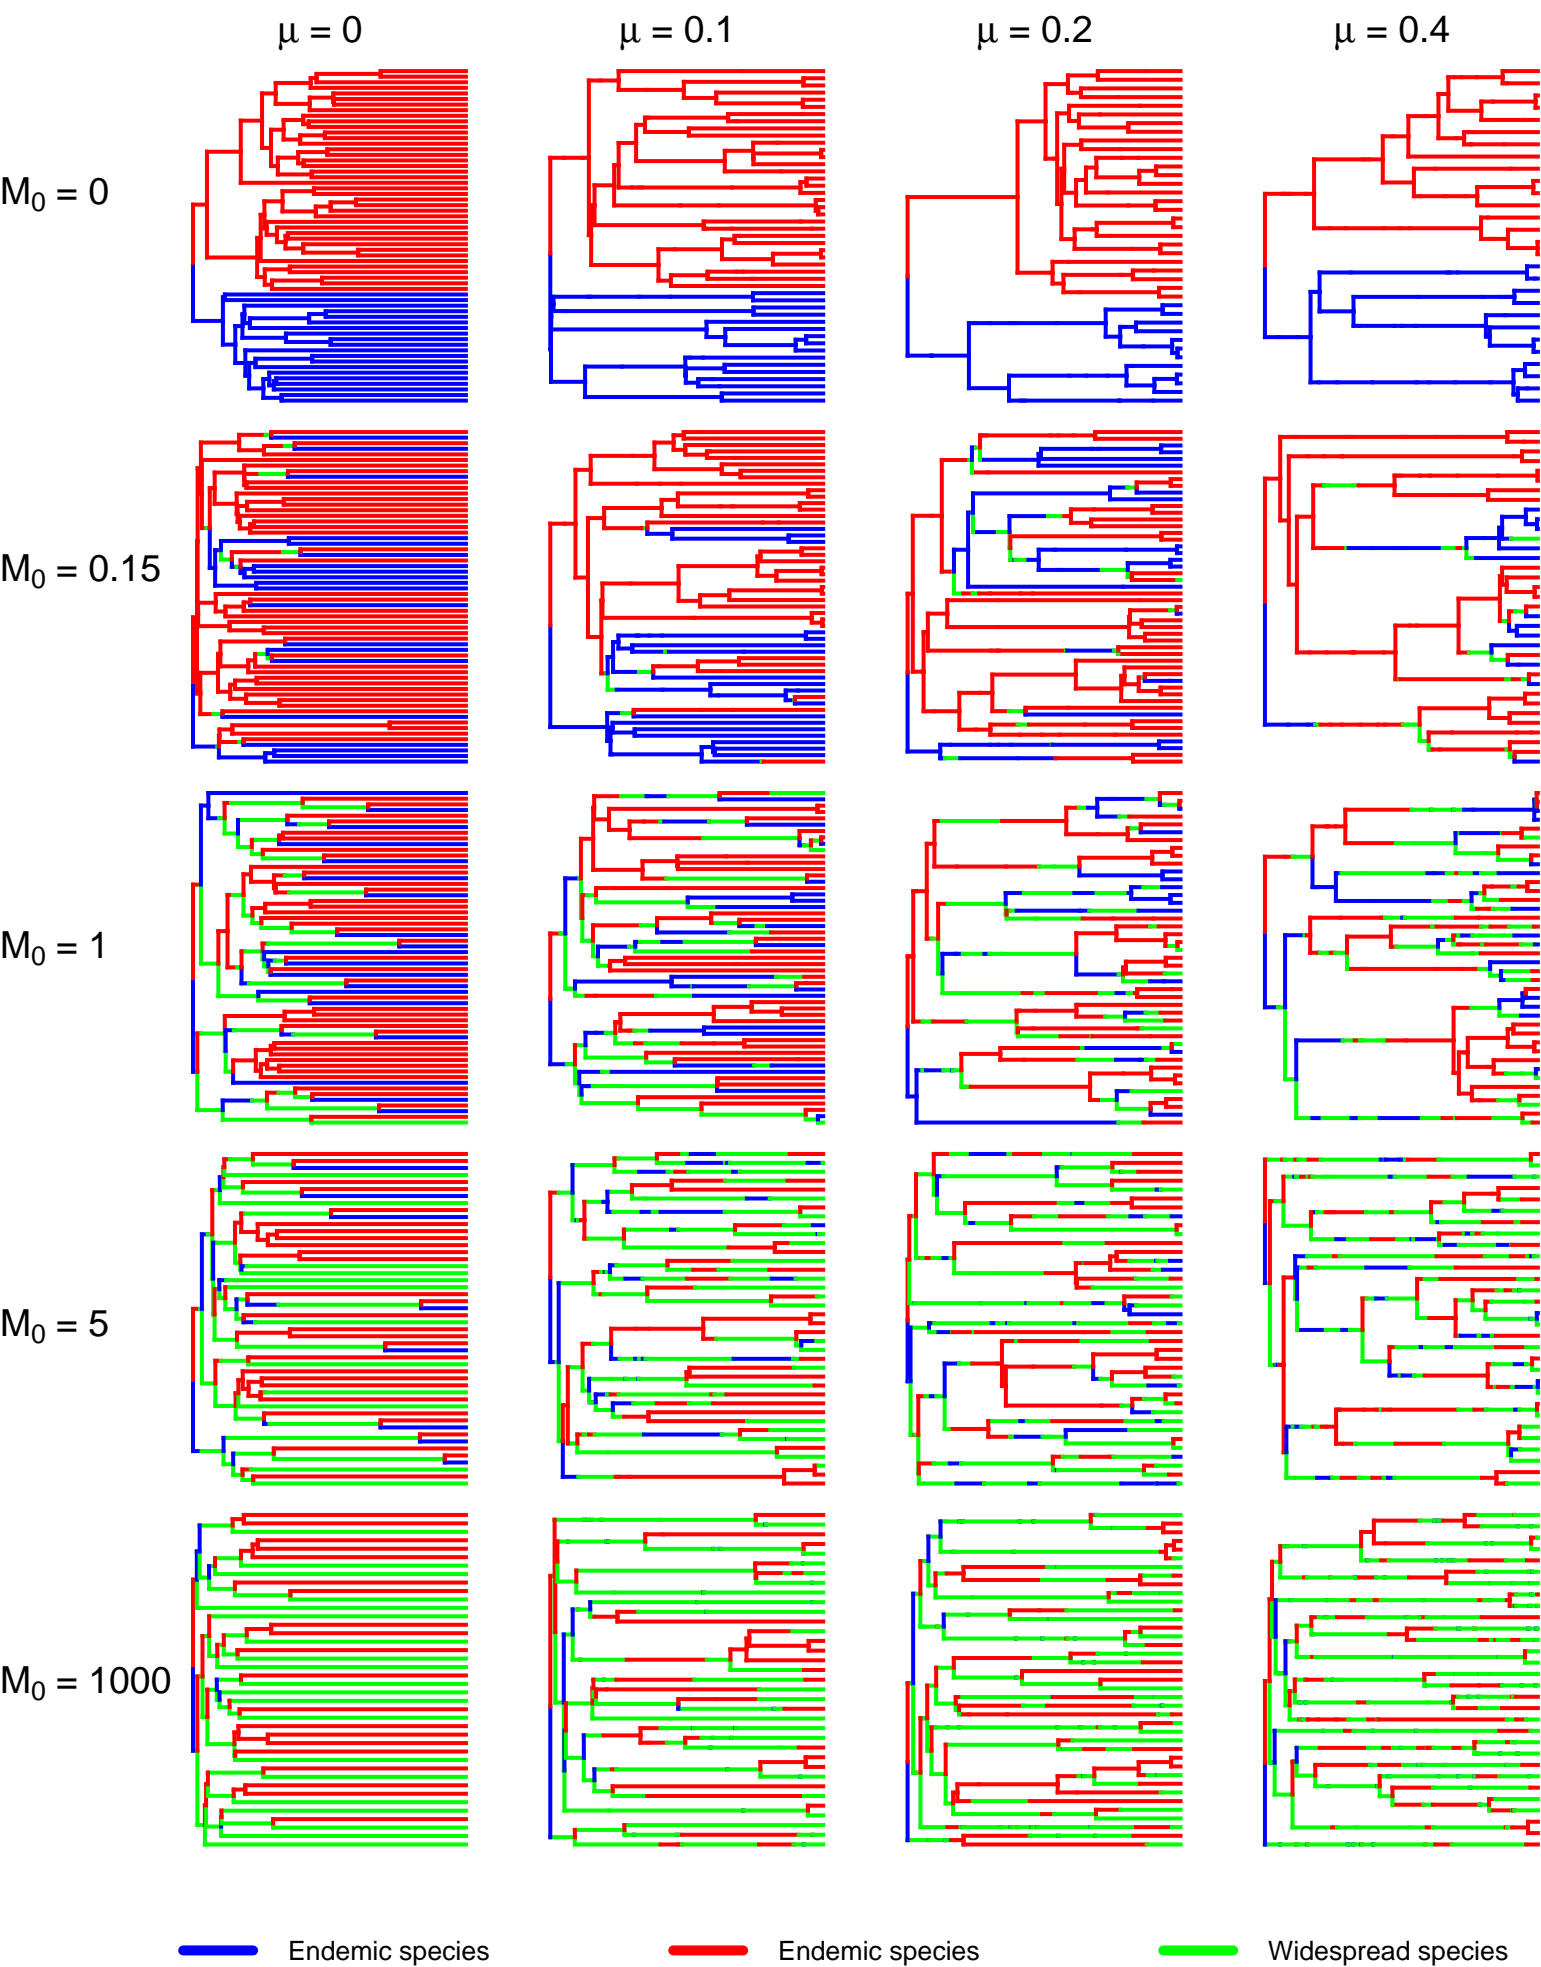 μ = 0 μ = 0.1 μ = 0.2 μ = 0.4
M₀ = 0
M₀ = 0.15
M₀ = 1
M₀ = 5
M₀ = 1000
Endemic species Endemic species Widespread species